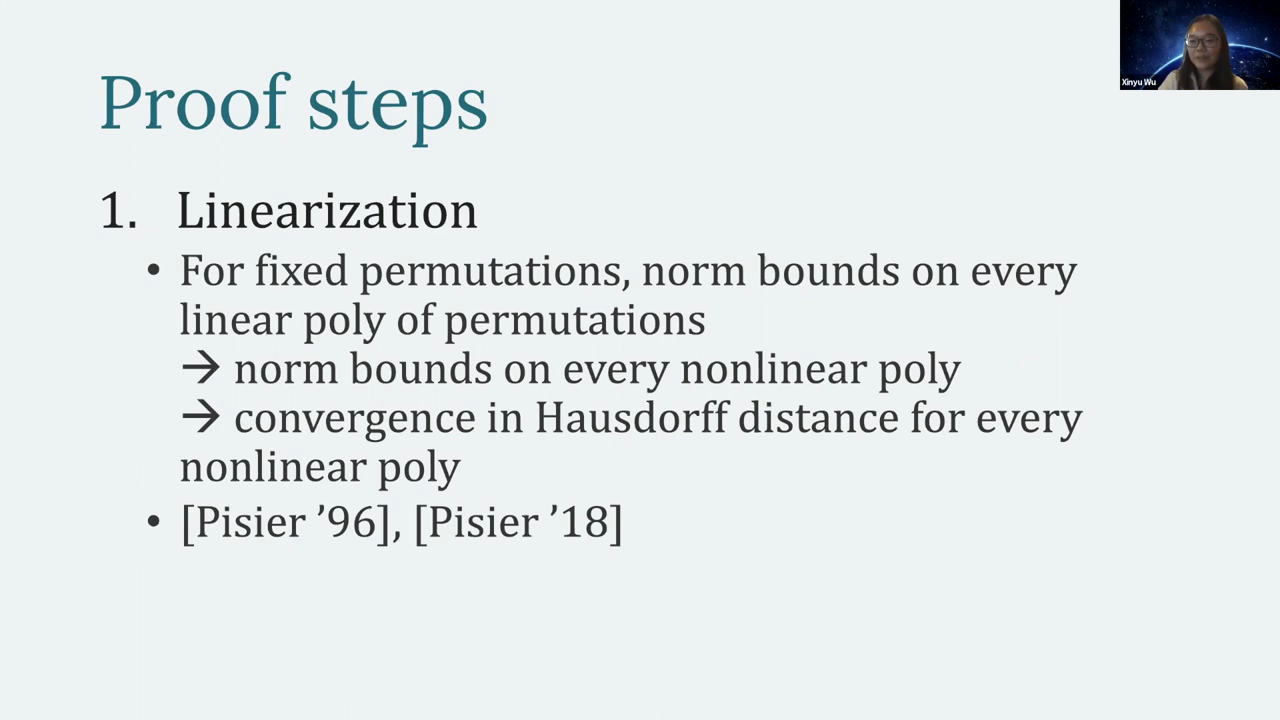 Xinyu Wu
Proof steps
1. Linearization
• For fixed permutations, norm bounds on every
linear poly of permutations
→ norm bounds on every nonlinear poly
→ convergence in Hausdorff distance for every
nonlinear poly
• [Pisier ’96], [Pisier ’18]